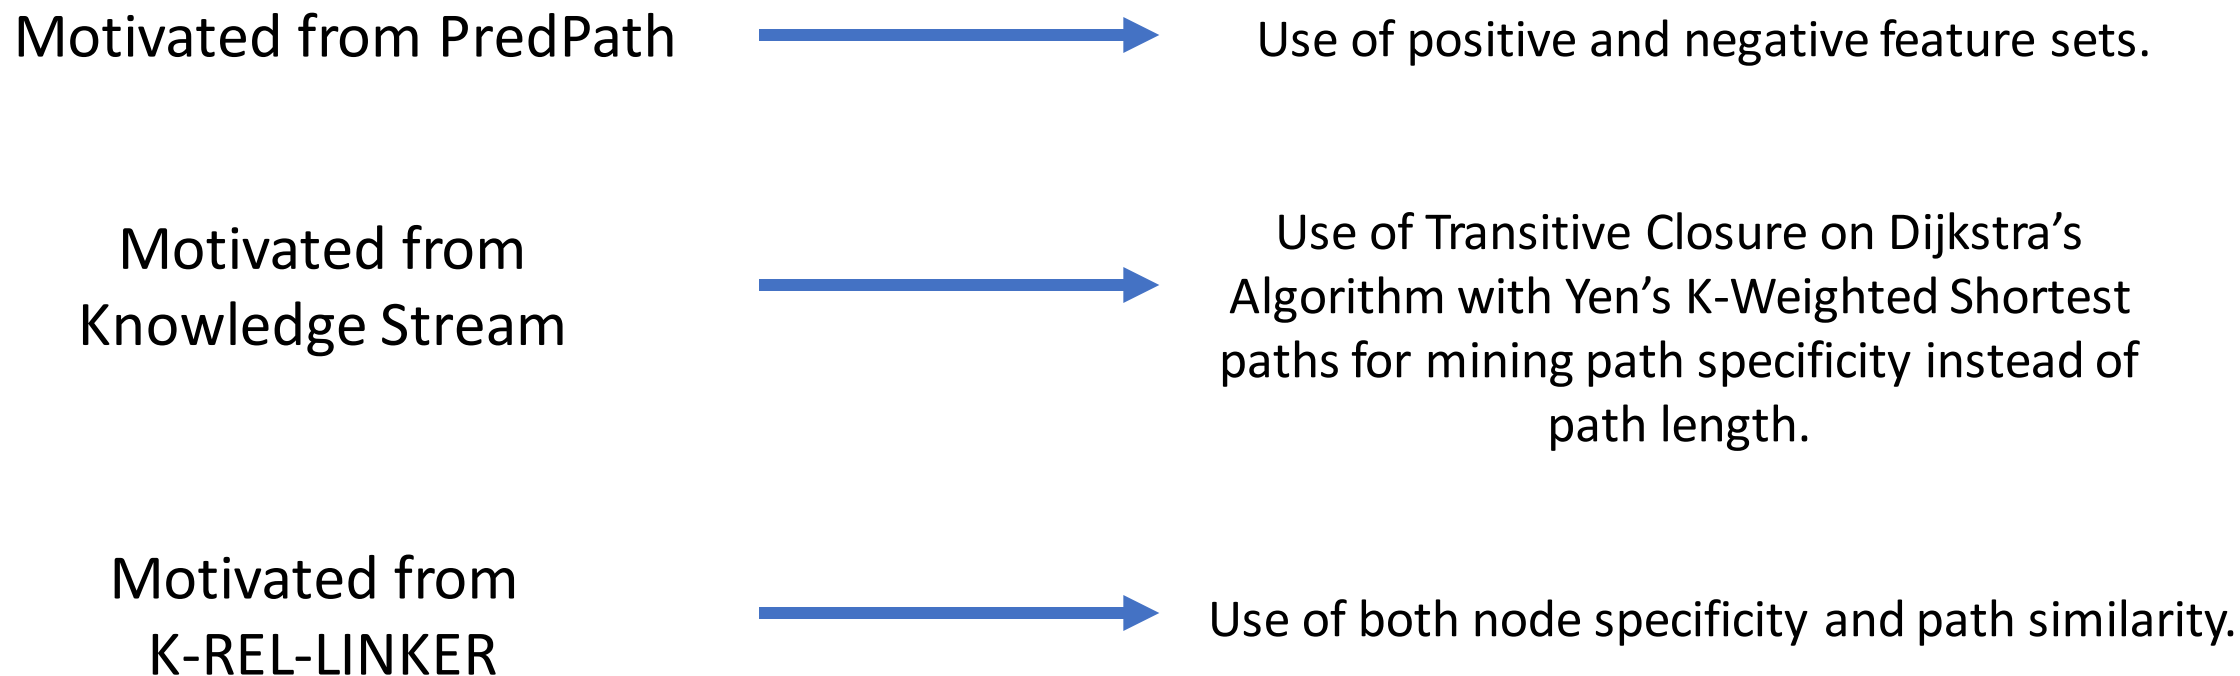 Motivated from PredPath
Use of positive and negative feature sets.
Motivated from
Knowledge Stream
Use of Transitive Closure on Dijkstra’s
Algorithm with Yen’s K-Weighted Shortest
paths for mining path specificity instead of
path length.
Motivated from
K-REL-LINKER
Use of both node specificity and path similarity.